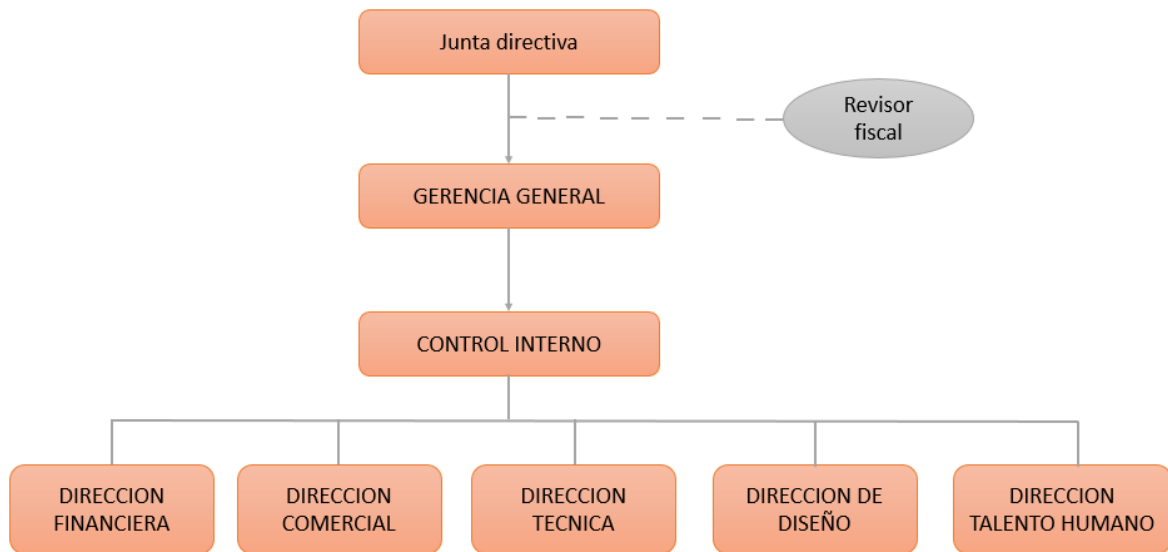 Junta directiva
Revisor
fiscal
GERENCIA GENERAL
CONTROL INTERNO
DIRECCION
FINANCIERA
DIRECCION
COMERCIAL
DIRECCION
TECNICA
DIRECCION DE
DISEÑO
DIRECCION
TALENTO HUMANO